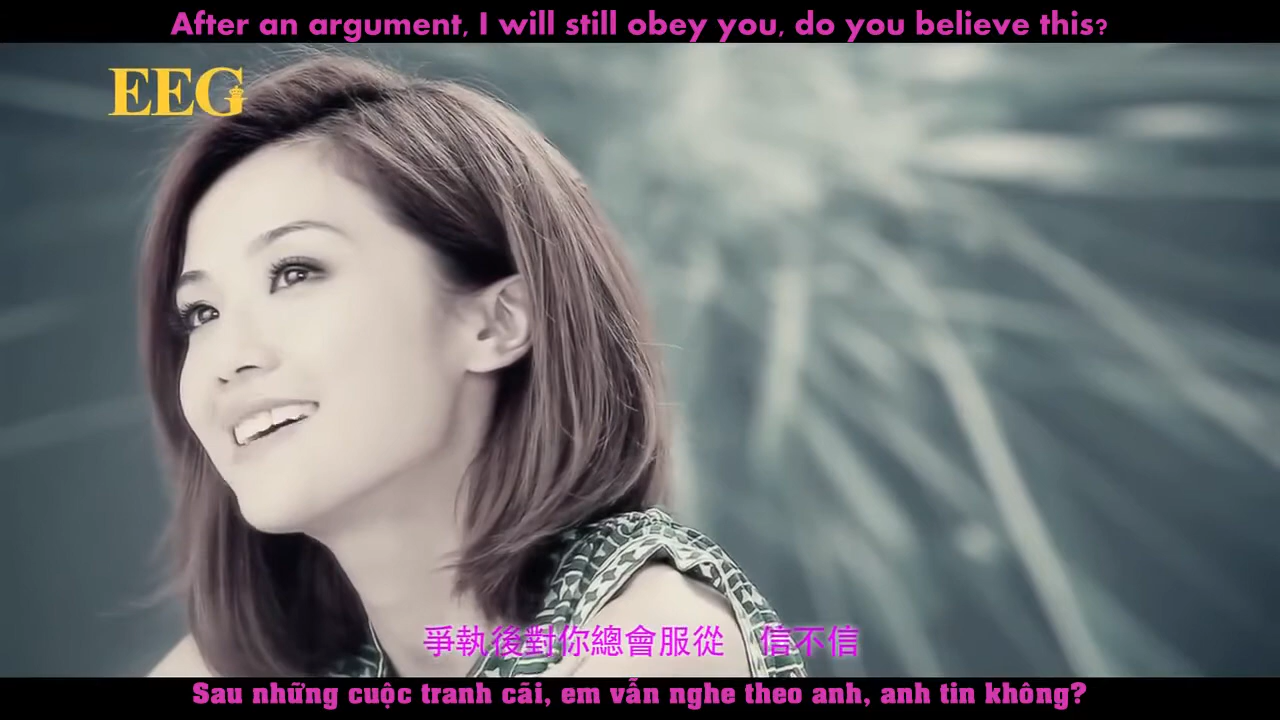 After an argument, I will still obey you, do you believe this?
EEG
爭執後對你總會服從 信不信
Sau những cuộc tranh cãi, em vẫn nghe theo anh, anh tin không?